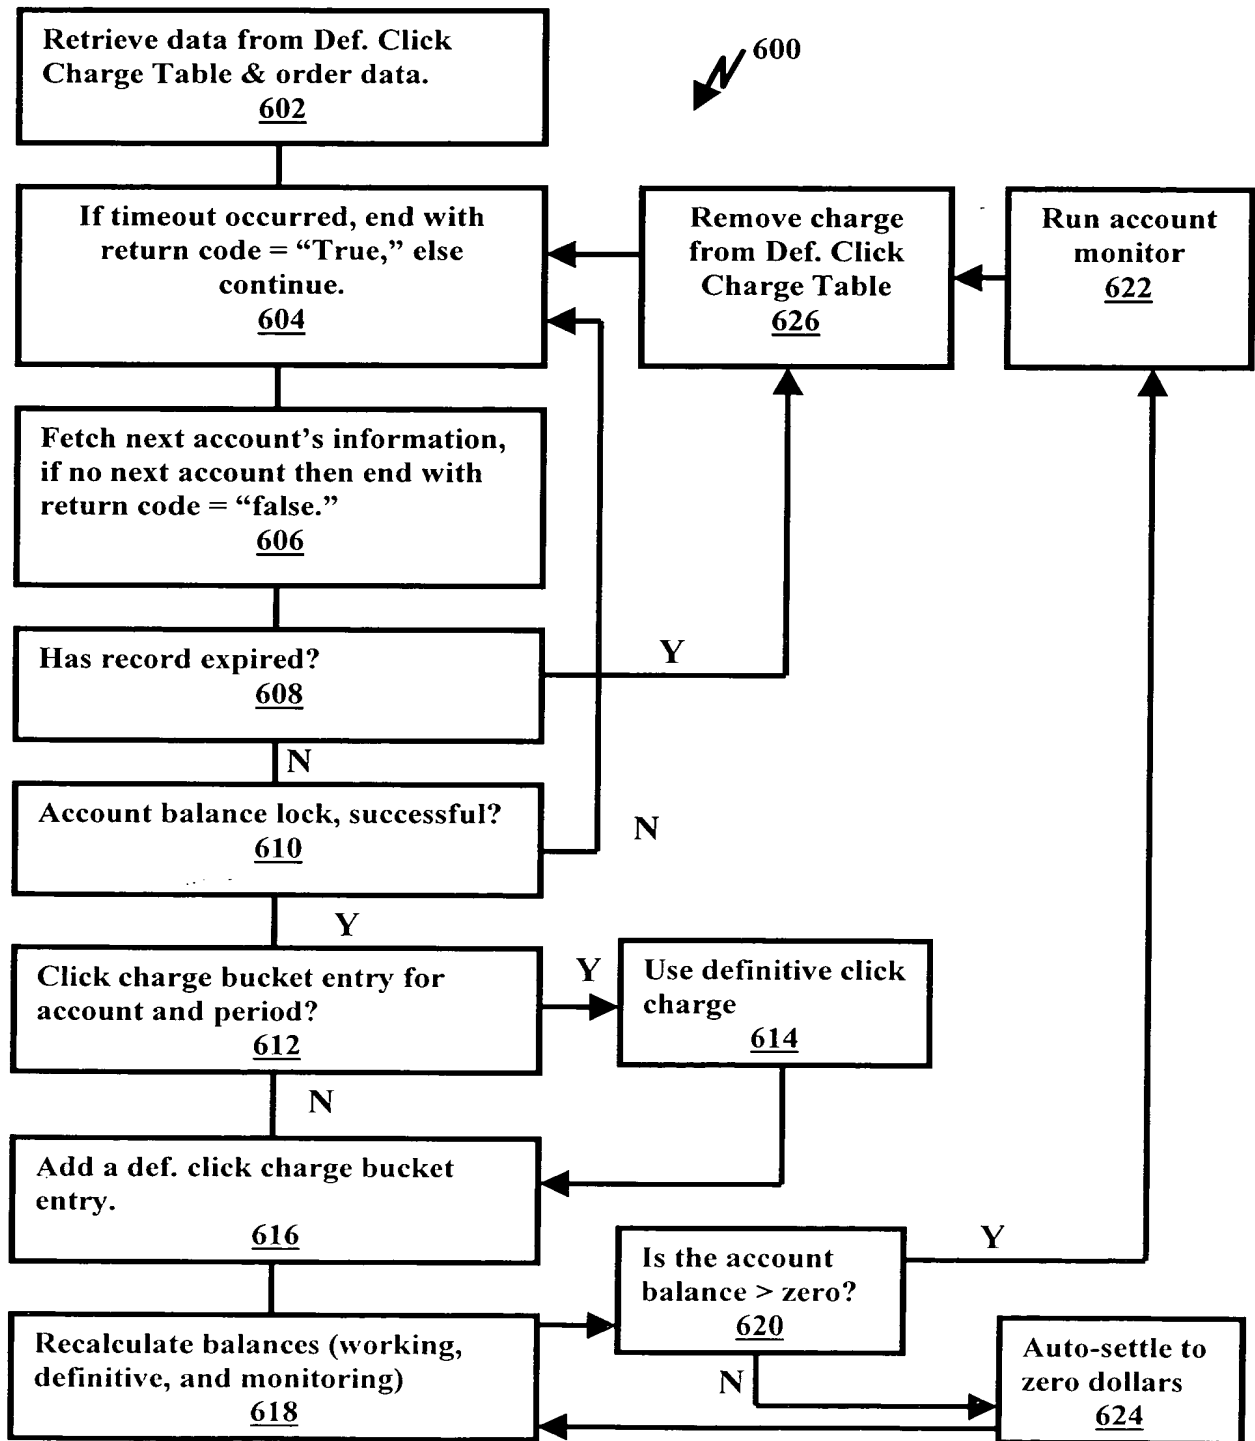 Retrieve data from Def. Click
Charge Table & order data.
602
600
If timeout occurred, end with
return code = “True,” else
continue.
604
Remove charge
from Def. Click
Charge Table
626
Run account
monitor
622
Fetch next account’s information,
if no next account then end with
return code = “false.”
606
Has record expired?
608
Y
N
Account balance lock, successful?
610
N
Y
Click charge bucket entry for
account and period?
612
Y
Use definitive click
charge
614
N
Add a def. click charge bucket
entry.
616
Is the account
balance > zero?
620
Y
Recalculate balances (working,
definitive, and monitoring)
618
N
Auto-settle to
zero dollars
624